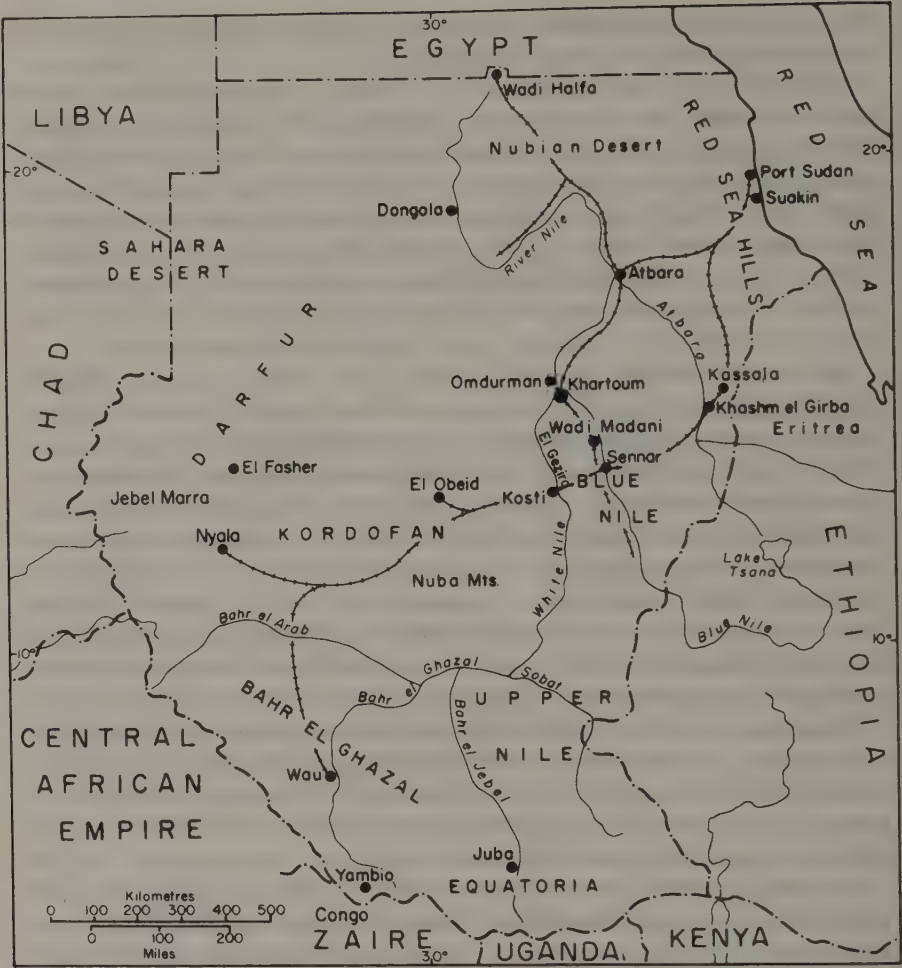 30°
EGYPT
Wadi Halfa
LIBYA
RED SEA HILLS
RED SEA
Nubian Desert
20°
20°
Port Sudan
Suakin
Dongola
River Nile
SAHARA
DESERT
Atbara
Atbara
DARFUR
CHAD
Omdurman
Khartoum
Kassala
Khashm el Girba
Eritrea
Wadi Madani
El Gezira
El Fasher
Sennar
Jebel Marra
El Obeid
Kosti
BLUE
NILE
Nyala
KORDOFAN
ETHIOPIA
Lake
Tsana
Nuba Mts.
White Nile
Bahr el Arab
Blue Nile
10°
10°
Bahr el Ghazal
Sobat
UPPER
NILE
BAHR EL GHAZAL
Bahr el Jebel
CENTRAL
AFRICAN
EMPIRE
Wau
Juba
Yambio
EQUATORIA
Kilometres
0 100 200 300 400 500
0 100 200
Miles
Congo
ZAIRE
UGANDA
KENYA
30°